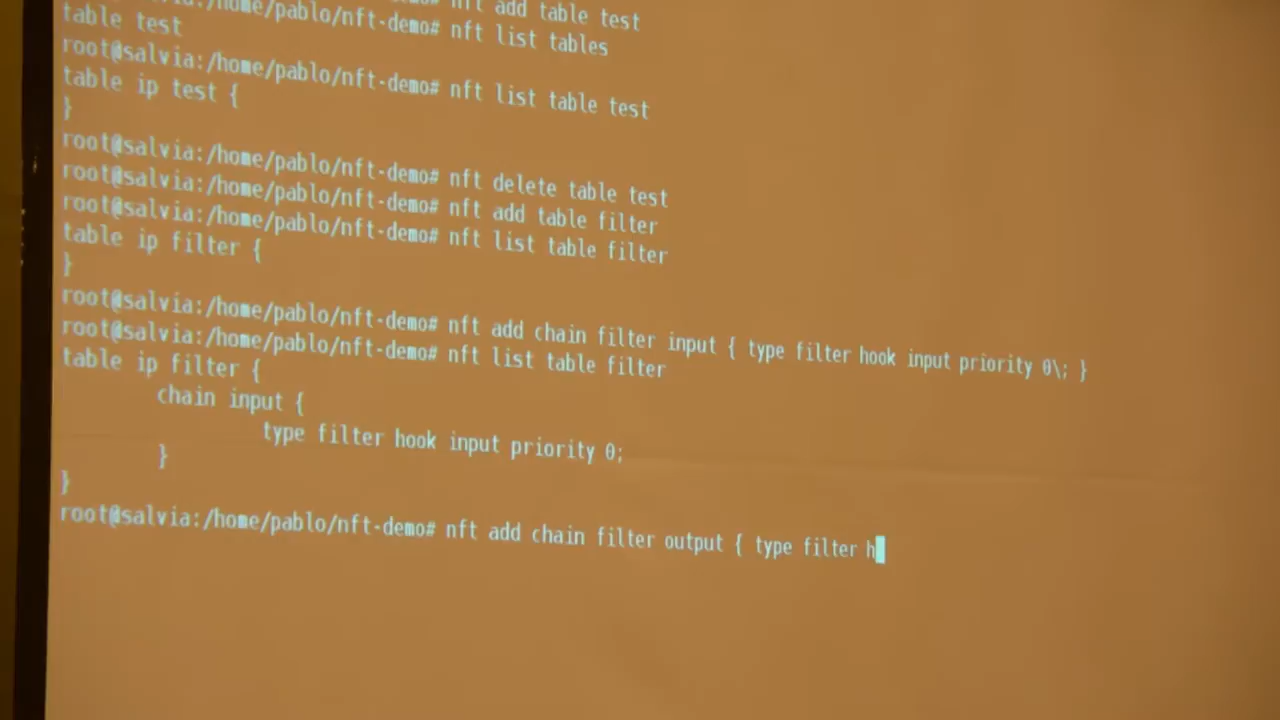 nft add table test
/home/pablo/nft-demo# nft list tables
table test
root@salvia:/home/pablo/nft-demo# nft list table test
table ip test {
}
root@salvia:/home/pablo/nft-demo# nft delete table test
root@salvia:/home/pablo/nft-demo# nft add table filter
root@salvia:/home/pablo/nft-demo# nft list table filter
table ip filter {
}
root@salvia:/home/pablo/nft-demo# nft add chain filter input { type filter hook input priority 0\; }
root@salvia:/home/pablo/nft-demo# nft list table filter
table ip filter {
chain input {
type filter hook input priority 0;
}
}
root@salvia:/home/pablo/nft-demo# nft add chain filter output { type filter h